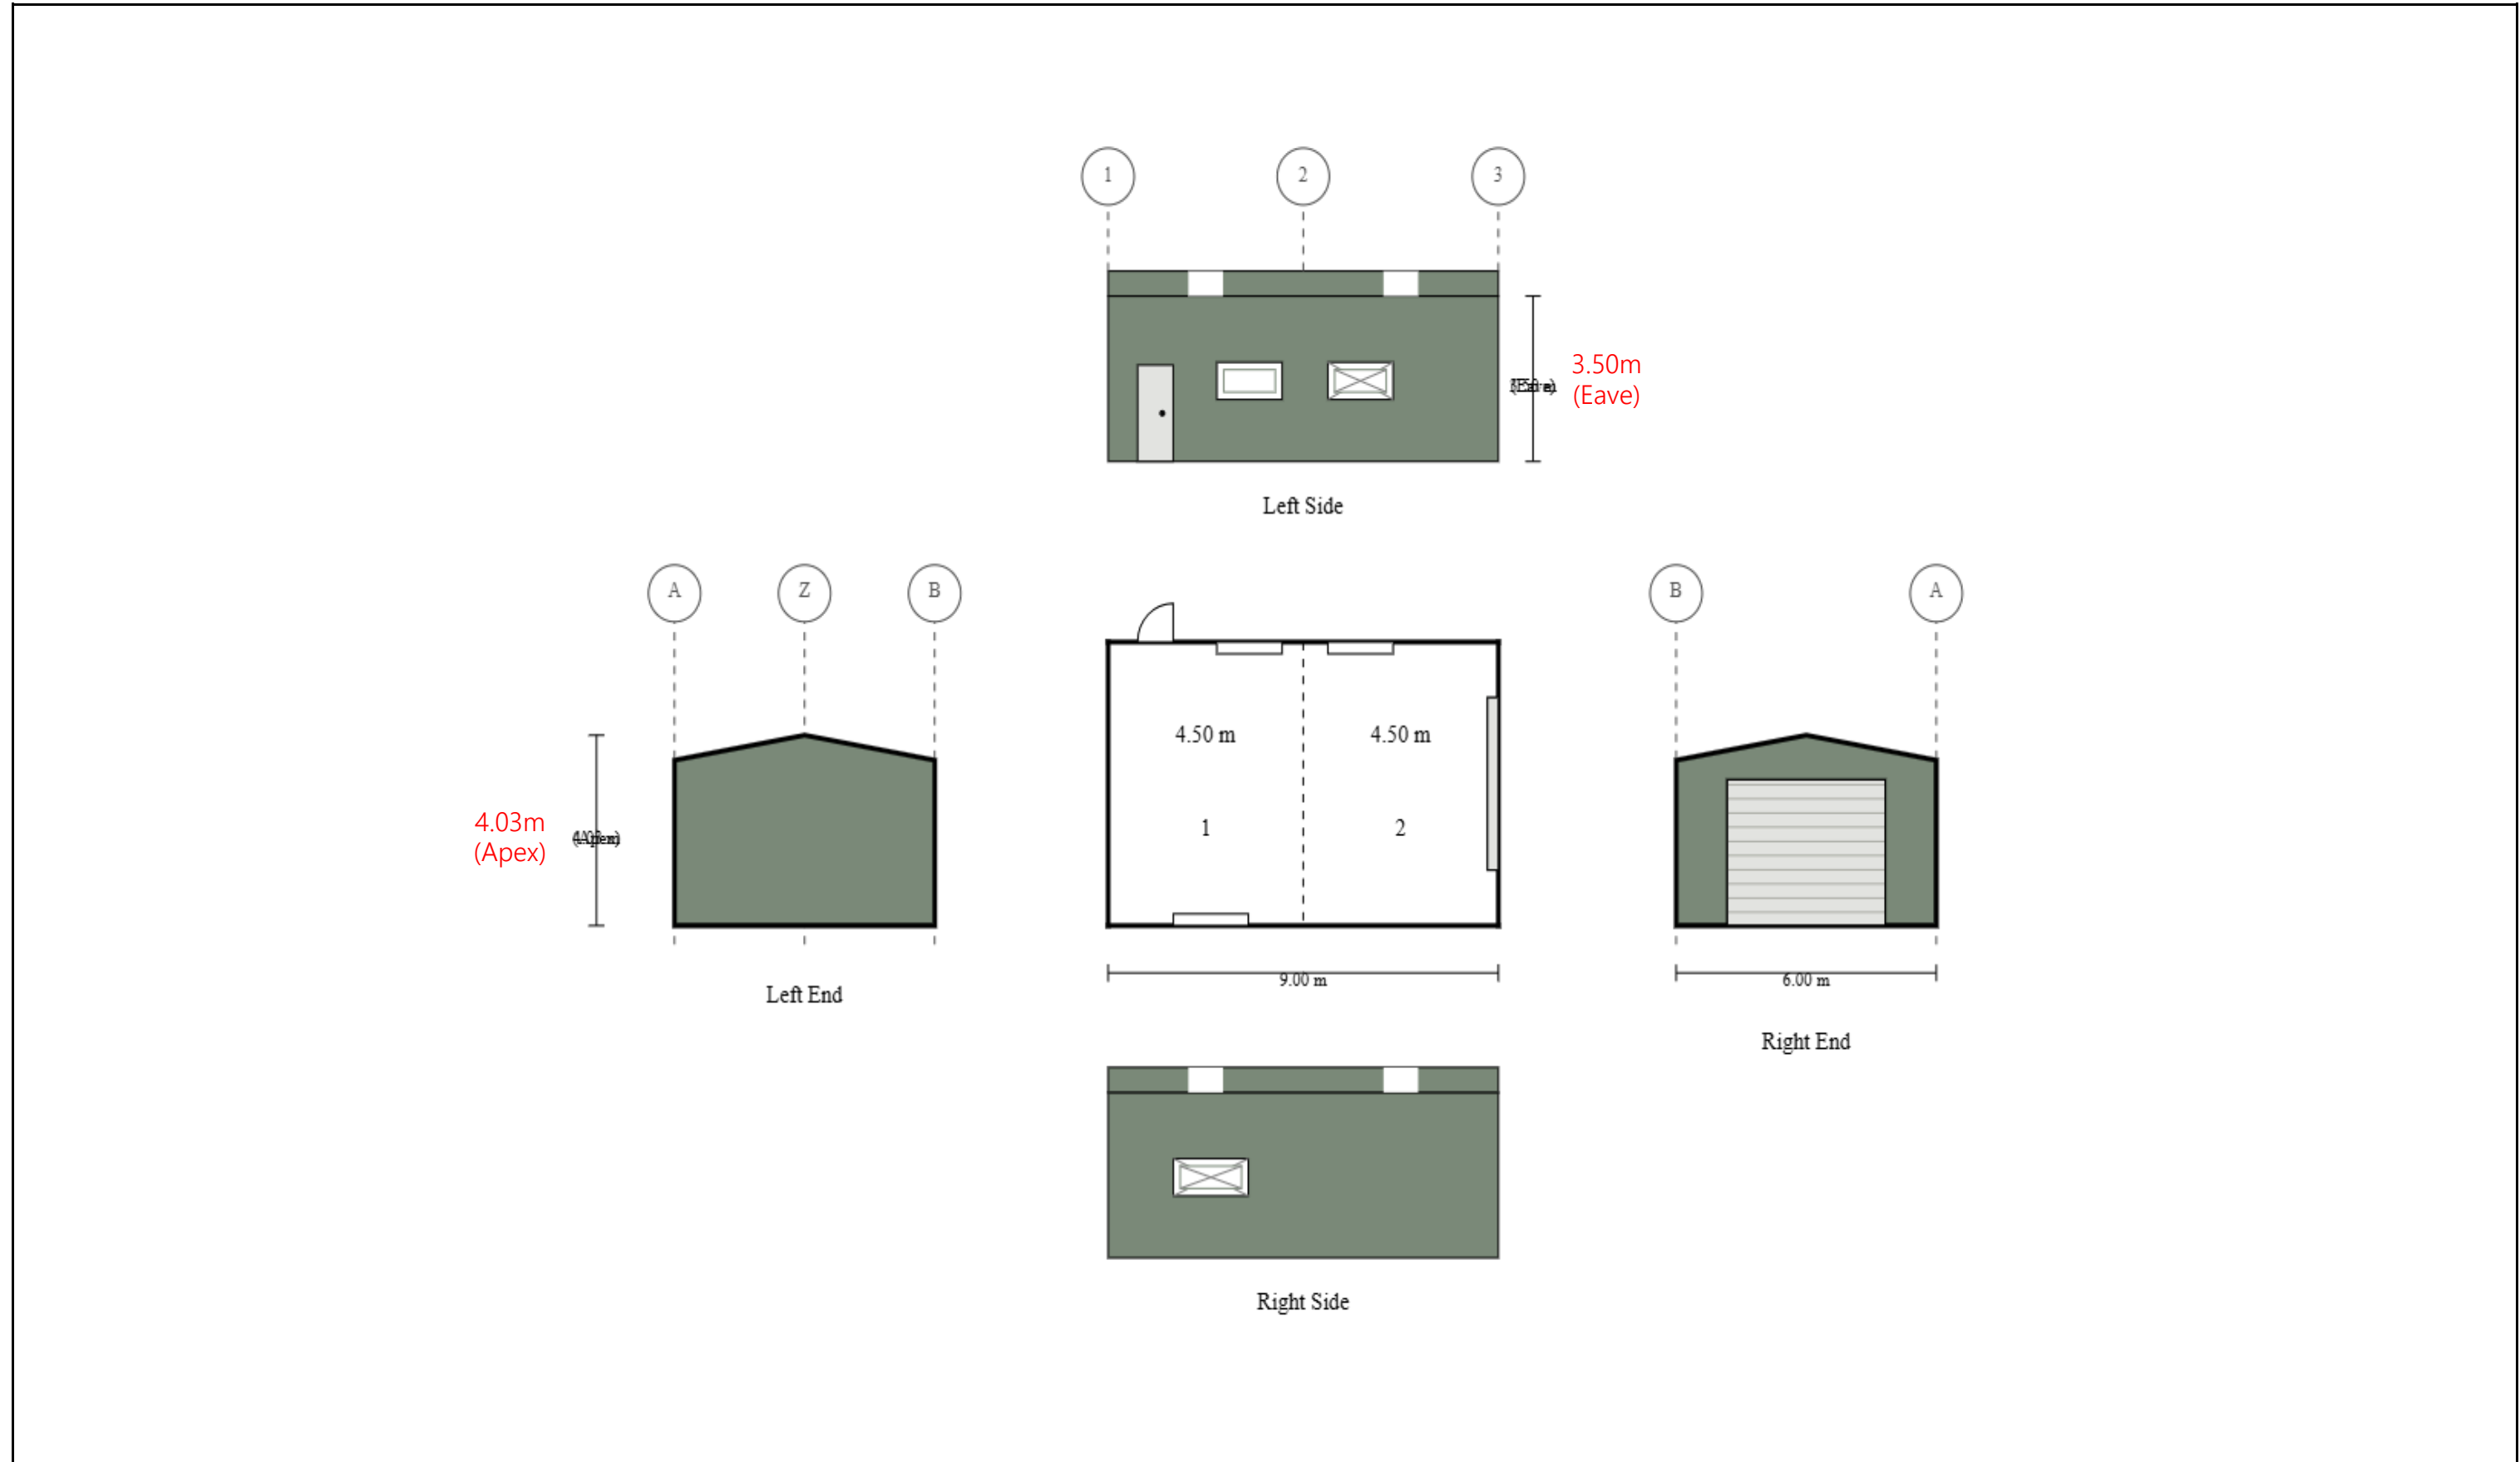 1
2
3
3.50m
(Eave)
Left Side
A
Z
B
B
A
4.50 m
4.50 m
4.03m
(Apex)
1
2
9.00 m
6.00 m
Left End
Right End
Right Side